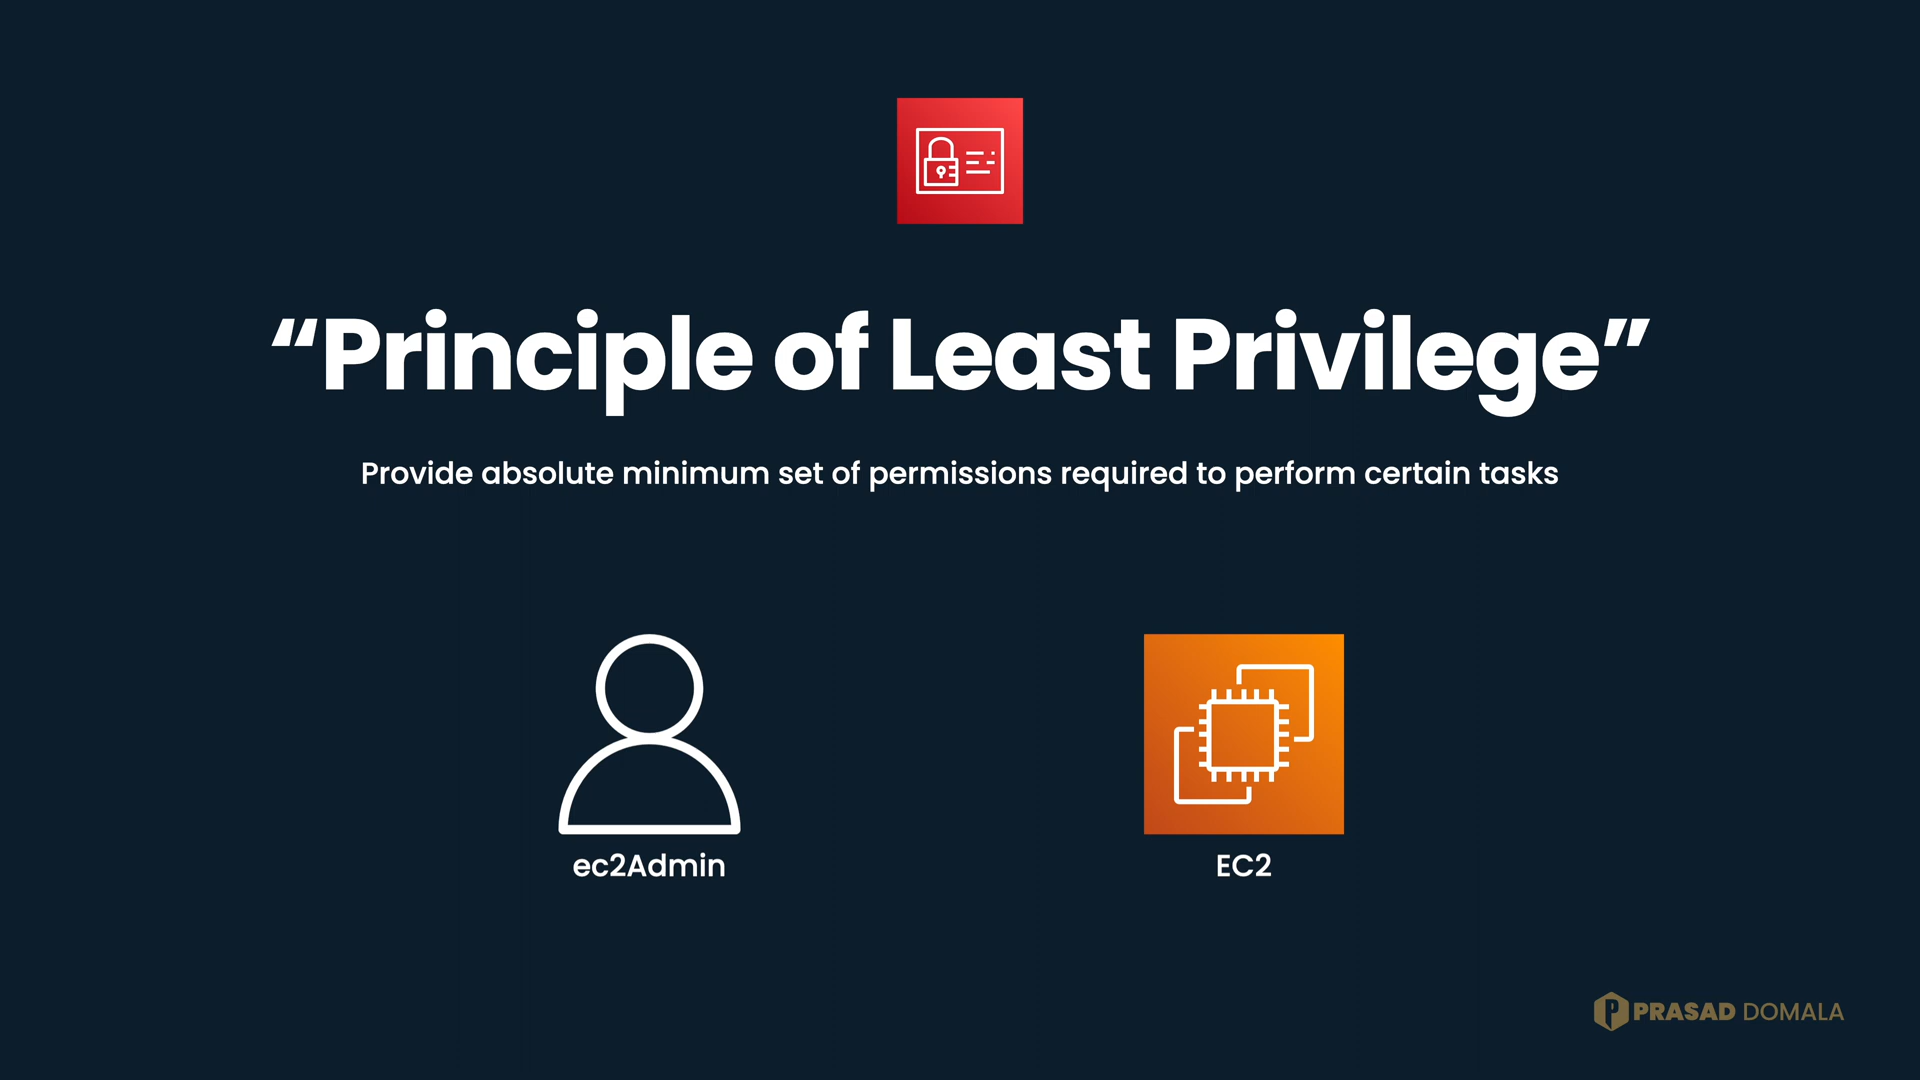 “Principle of Least Privilege”
Provide absolute minimum set of permissions required to perform certain tasks
ec2Admin
EC2
PRASAD DOMALA